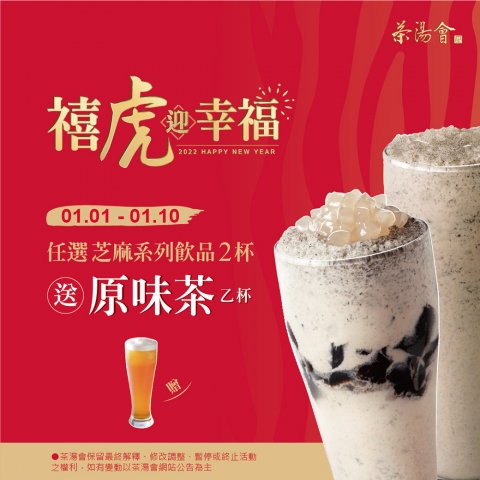 茶湯會
禧虎迎幸福
2022 HAPPY NEW YEAR
01.01 - 01.10
任選芝麻系列飲品2杯
送 原味茶 乙杯
贈
●茶湯會保留最終解釋、修改調整、暫停或終止活動
之權利，如有變動以茶湯會網站公告為主